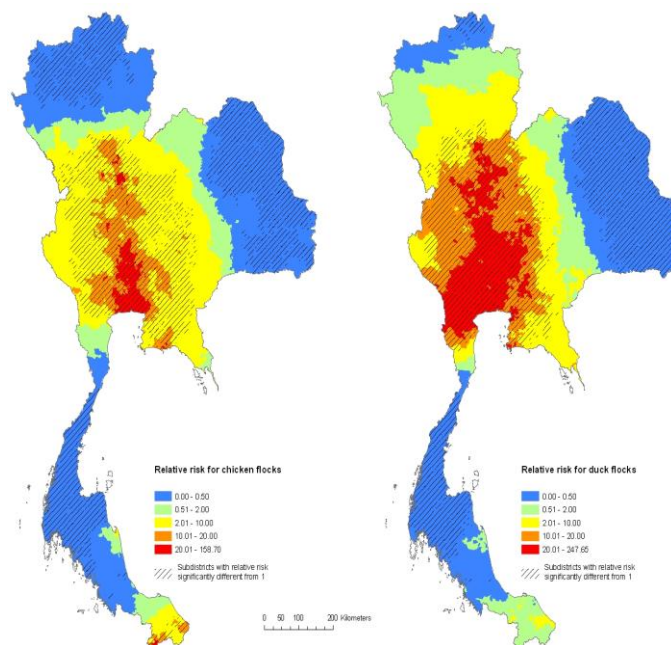 Relative risk for chicken flocks
0.00 - 0.50
0.51 - 2.00
2.01 - 10.00
10.01 - 20.00
20.01 - 158.70
Subdistricts with relative risk
significantly different from 1
0 50 100 200 Kilometers
Relative risk for duck flocks
0.00 - 0.50
0.51 - 2.00
2.01 - 10.00
10.01 - 20.00
20.01 - 247.65
Subdistricts with relative risk
significantly different from 1